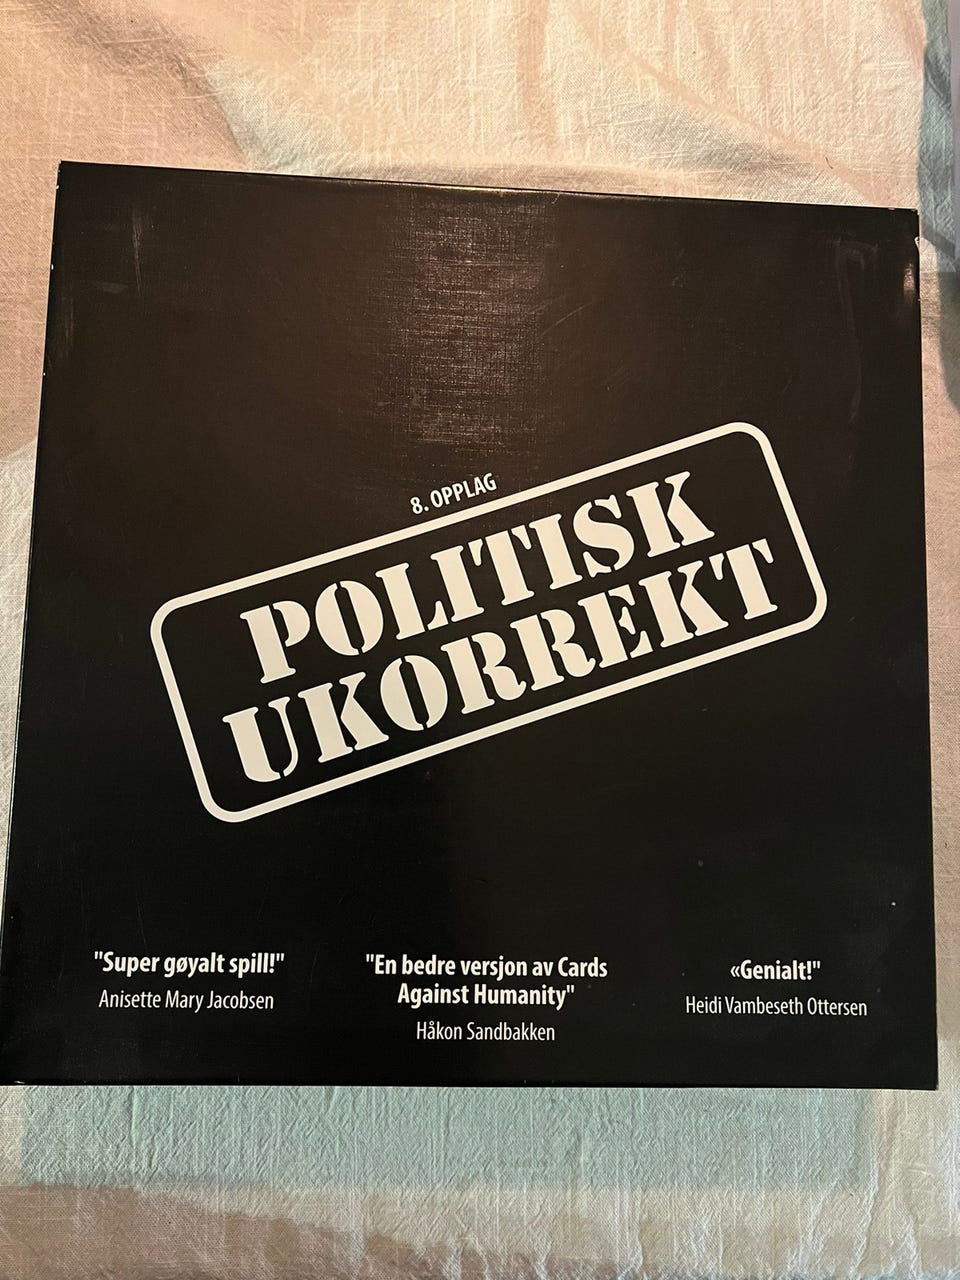 8. OPPLAG
POLITISK
UKORREKT
"Super gøyalt spill!"
Anisette Mary Jacobsen
"En bedre versjon av Cards
Against Humanity"
Håkon Sandbakken
«Genialt!"
Heidi Vambeseth Ottersen